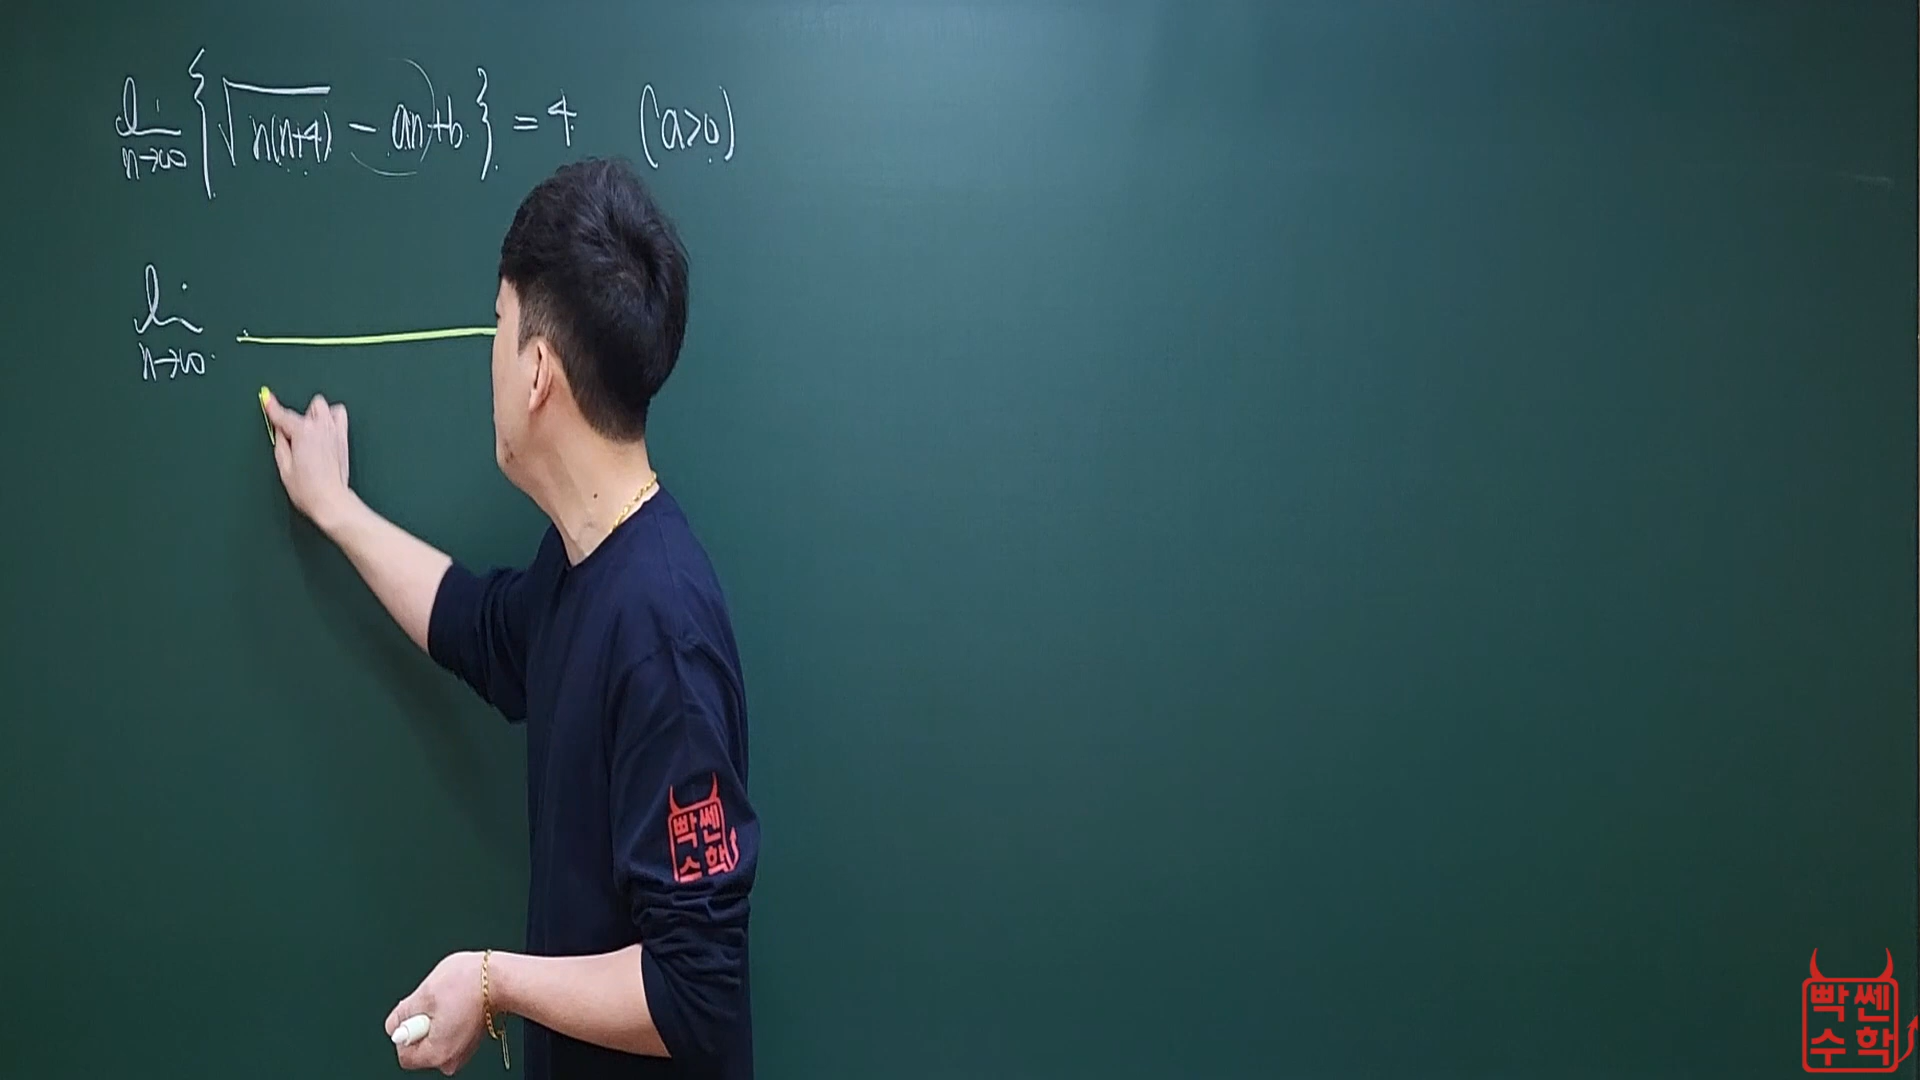 lim n→∞ {√n(n+4) - an+b} = 4 (a>0)
lim n→∞
빡쎈
수학
빡쎈
수학